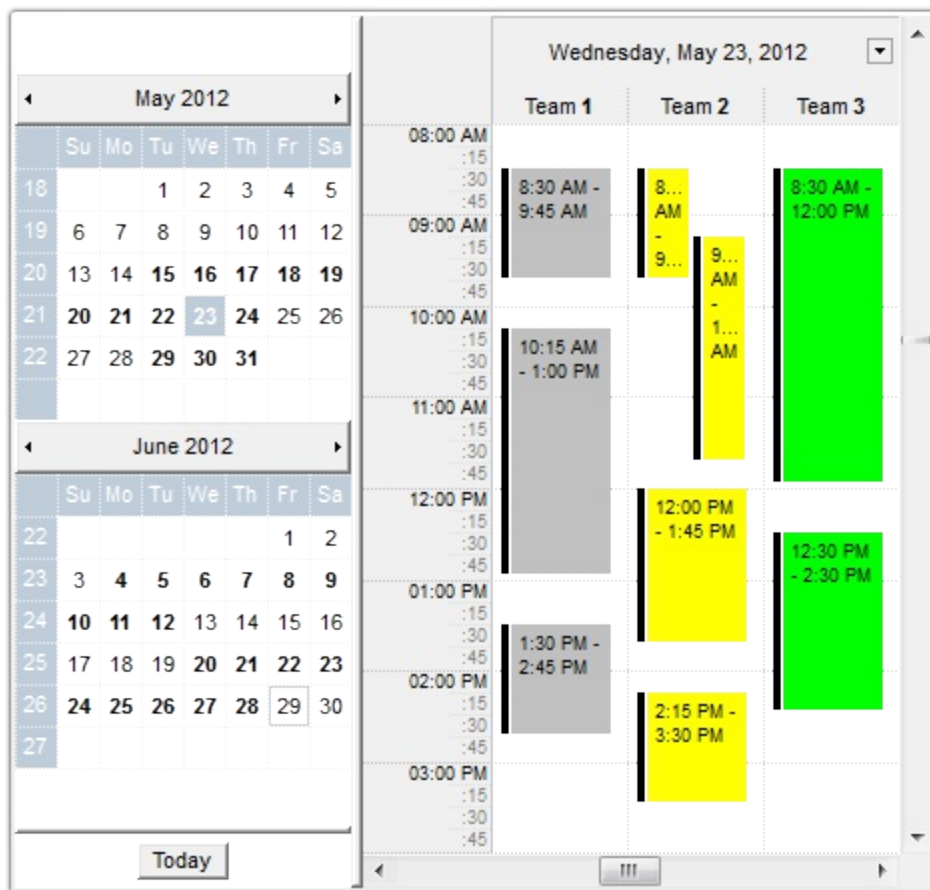 May 2012
Su Mo Tu We Th Fr Sa
18 1 2 3 4 5
19 6 7 8 9 10 11 12
20 13 14 15 16 17 18 19
21 20 21 22 23 24 25 26
22 27 28 29 30 31
June 2012
Su Mo Tu We Th Fr Sa
22 1 2
23 3 4 5 6 7 8 9
24 10 11 12 13 14 15 16
25 17 18 19 20 21 22 23
26 24 25 26 27 28 29 30
27
Today
Wednesday, May 23, 2012
Team 1 Team 2 Team 3
08:00 AM
:15
:30
:45
09:00 AM
:15
:30
:45
10:00 AM
:15
:30
:45
11:00 AM
:15
:30
:45
12:00 PM
:15
:30
:45
01:00 PM
:15
:30
:45
02:00 PM
:15
:30
:45
03:00 PM
:15
:30
:45
8:30 AM -
9:45 AM
10:15 AM
- 1:00 PM
1:30 PM -
2:45 PM
8...
AM
-
9...
9...
AM
-
1...
AM
12:00 PM
- 1:45 PM
2:15 PM -
3:30 PM
8:30 AM -
12:00 PM
12:30 PM
- 2:30 PM